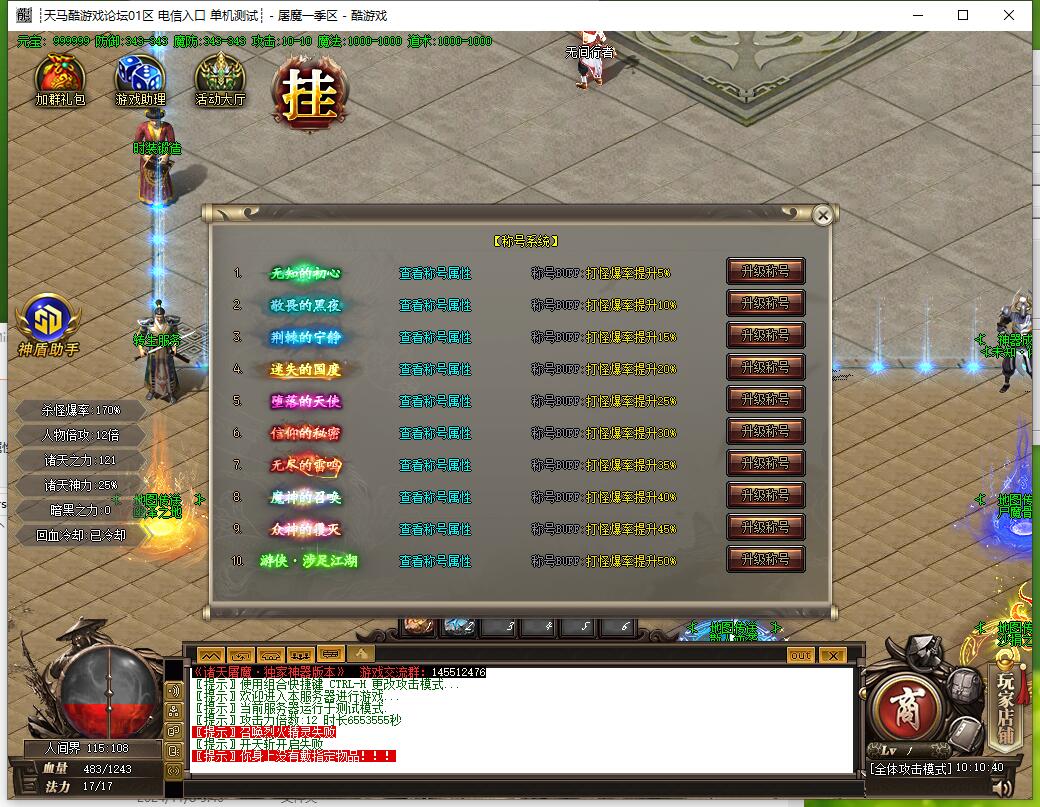 天马酷游戏论坛01区 电信入口 单机测试] - 屠魔一季区 - 酷游戏
元宝: 999999 防御:343-343 魔防:343-343 攻击:10-10 魔法:1000-1000 道术:1000-1000
无间行者
加群礼包
游戏助理
活动大厅
挂
时装锻造
【称号系统】
1. 无知的初心 查看称号属性 称号BUFF:打怪爆率提升5% 升级称号
2. 敬畏的黑夜 查看称号属性 称号BUFF:打怪爆率提升10% 升级称号
3. 荆棘的宁静 查看称号属性 称号BUFF:打怪爆率提升15% 升级称号
4. 迷失的国度 查看称号属性 称号BUFF:打怪爆率提升20% 升级称号
5. 堕落的天使 查看称号属性 称号BUFF:打怪爆率提升25% 升级称号
6. 信仰的秘密 查看称号属性 称号BUFF:打怪爆率提升30% 升级称号
7. 无尽的雷鸣 查看称号属性 称号BUFF:打怪爆率提升35% 升级称号
8. 魔神的召唤 查看称号属性 称号BUFF:打怪爆率提升40% 升级称号
9. 众神的覆灭 查看称号属性 称号BUFF:打怪爆率提升45% 升级称号
10. 游侠·涉足江湖 查看称号属性 称号BUFF:打怪爆率提升50% 升级称号
神盾助手
转生服务
杀怪爆率:170%
人物倍攻:12倍
诸天之力:121
诸天神力:25%
暗黑之力:0
回血冷却:已冷却
地图传送
地图传送
地图传送
地图传送
1 2 3 4 5 6
out X
《诸天屠魔·独家神器版本》 游戏交流群: 145512476
〖提示〗使用组合快捷键 CTRL-H 更改攻击模式...
〖提示〗欢迎进入本服务器进行游戏...
〖提示〗当前服务器运行于测试模式.
〖提示〗攻击力倍数:12 时长6553555秒
〖提示〗召唤烈火精灵失败
〖提示〗开天斩开启失败
〖提示〗你身上没有戴指定物品！！！
人间界 115:108
血量 483/1243
法力 17/17
商
玩家店铺
Lv /
[全体攻击模式] 10:10:40